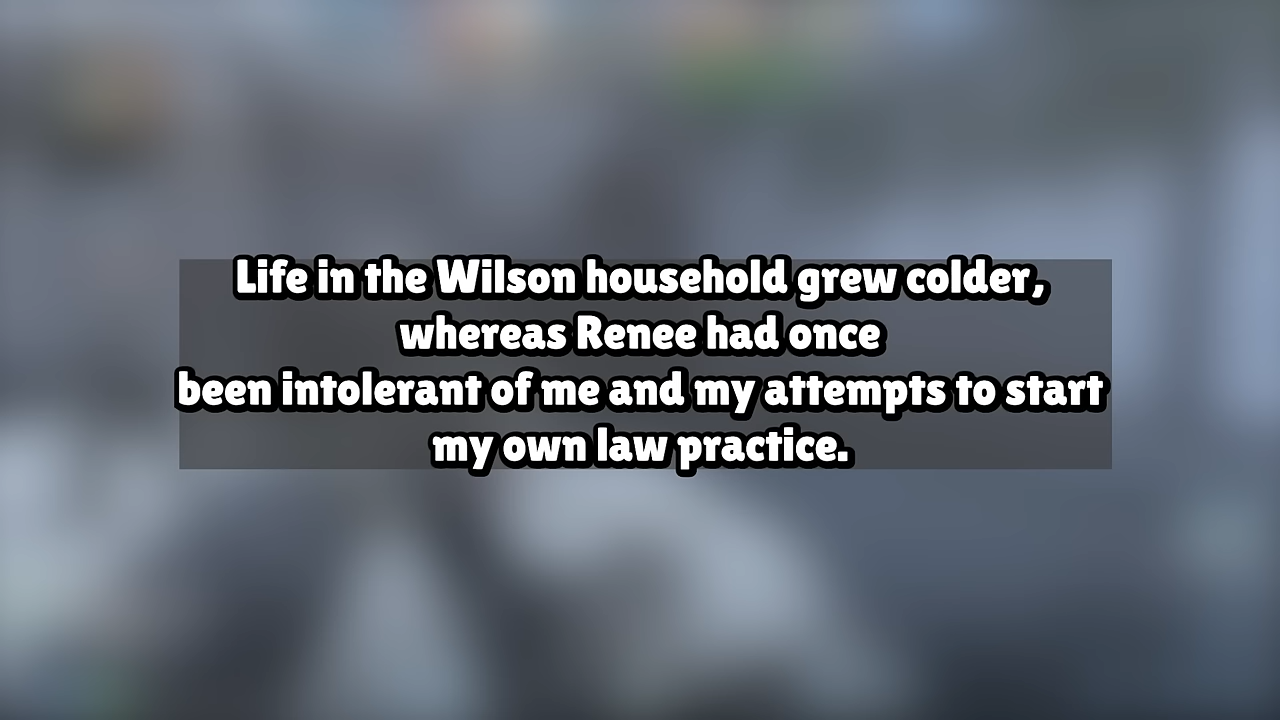 Life in the Wilson household grew colder,
whereas Renee had once
been intolerant of me and my attempts to start
my own law practice.